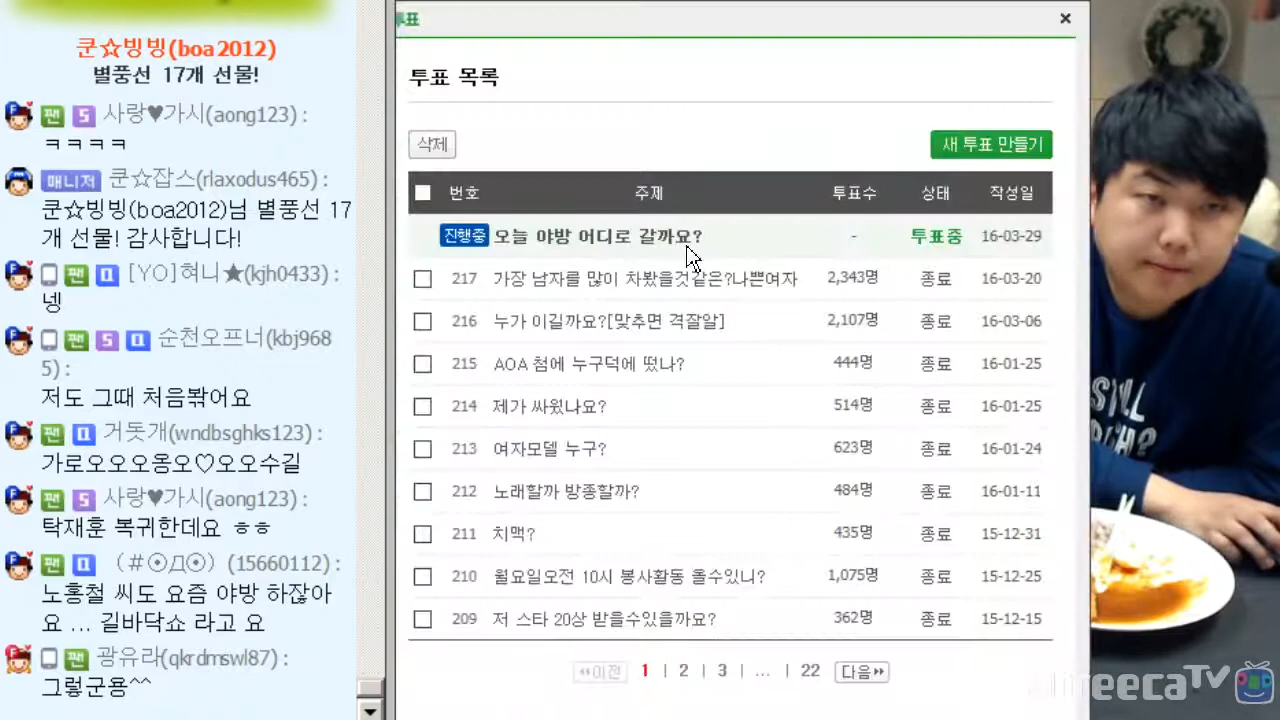 쿤☆빙빙(boa2012)
별풍선 17개 선물!
팬 S 사랑♥가시(aong123) :
ㅋㅋㅋㅋ
매니저 쿤☆잡스(rlaxodus465) :
쿤☆빙빙(boa2012)님 별풍선 17
개 선물! 감사합니다!
팬 [YO]혀니★(kjh0433) :
넹
팬 S 순천오프너(kbj968
5) :
저도 그때 처음봒어요
팬 거돗개(wndbsghks123) :
가로오오오옹오♡오오수길
팬 S 사랑♥가시(aong123) :
탁재훈 복귀한데요 ㅎㅎ
팬 (#⊙Д⊙) (15660112) :
노홍철 씨도 요즘 야방 하잖아
요 ... 길바닥쇼 라고 요
팬 광유라(qkrdmswl87) :
그렇군용^^
투표
투표 목록
삭제
새 투표 만들기
번호 주제 투표수 상태 작성일
진행중 오늘 야방 어디로 갈까요? - 투표중 16-03-29
217 가장 남자를 많이 차봤을것같은?나쁜여자 2,343명 종료 16-03-20
216 누가 이길까요?[맞추면 격잘알] 2,107명 종료 16-03-06
215 AOA 첨에 누구덕에 떴나? 444명 종료 16-01-25
214 제가 싸웠나요? 514명 종료 16-01-25
213 여자모델 누구? 623명 종료 16-01-24
212 노래할까 방종할까? 484명 종료 16-01-11
211 치맥? 435명 종료 15-12-31
210 월요일오전 10시 봉사활동 올수있니? 1,075명 종료 15-12-25
209 저 스타 20상 받을수있을까요? 362명 종료 15-12-15
이전 1 | 2 | 3 | ... | 22 다음
STILL
afreecaTV